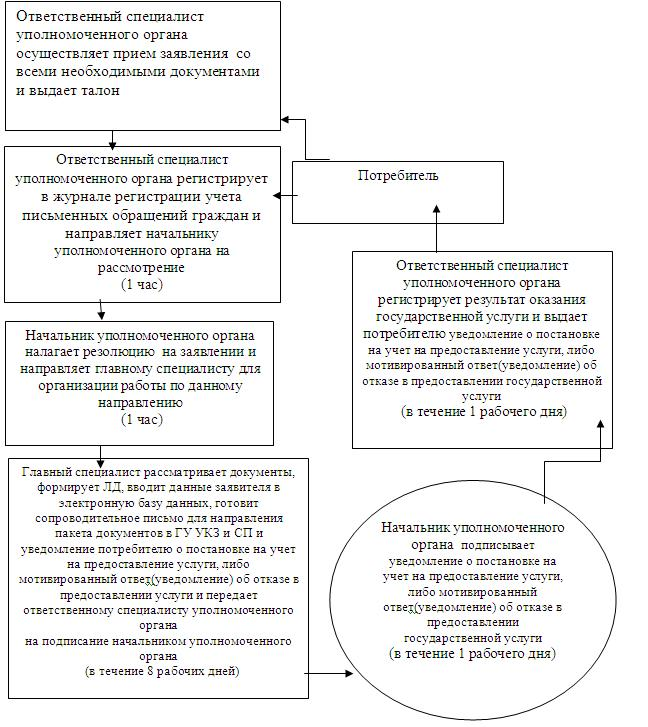 Ответственный специалист
уполномоченного органа
осуществляет прием заявления со
всеми необходимыми документами
и выдает талон
Ответственный специалист
уполномоченного органа регистрирует
в журнале регистрации учета
письменных обращений граждан и
направляет начальнику
уполномоченного органа на
рассмотрение
(1 час)
Потребитель
Ответственный специалист
уполномоченного органа
регистрирует результат оказания
государственной услуги и выдает
потребителю уведомление о постановке
на учет на предоставление услуги, либо
мотивированный ответ(уведомление) об
отказе в предоставлении государственной
услуги
(в течение 1 рабочего дня)
Начальник уполномоченного органа
налагает резолюцию на заявлении и
направляет главному специалисту для
организации работы по данному
направлению
(1 час)
Главный специалист рассматривает документы,
формирует ЛД, вводит данные заявителя в
электронную базу данных, готовит
сопроводительное письмо для направления
пакета документов в ГУ УКЗ и СП и
уведомление потребителю о постановке на учет
на предоставление услуги, либо
мотивированный ответ(уведомление) об отказе в
предоставлении услуги и передает
ответственному специалисту уполномоченного
органа
на подписание начальником уполномоченного
органа
(в течение 8 рабочих дней)
Начальник уполномоченного
органа подписывает
уведомление о постановке на
учет на предоставление услуги,
либо мотивированный
ответ(уведомление) об отказе в
предоставлении
государственной услуги
(в течение 1 рабочего дня)